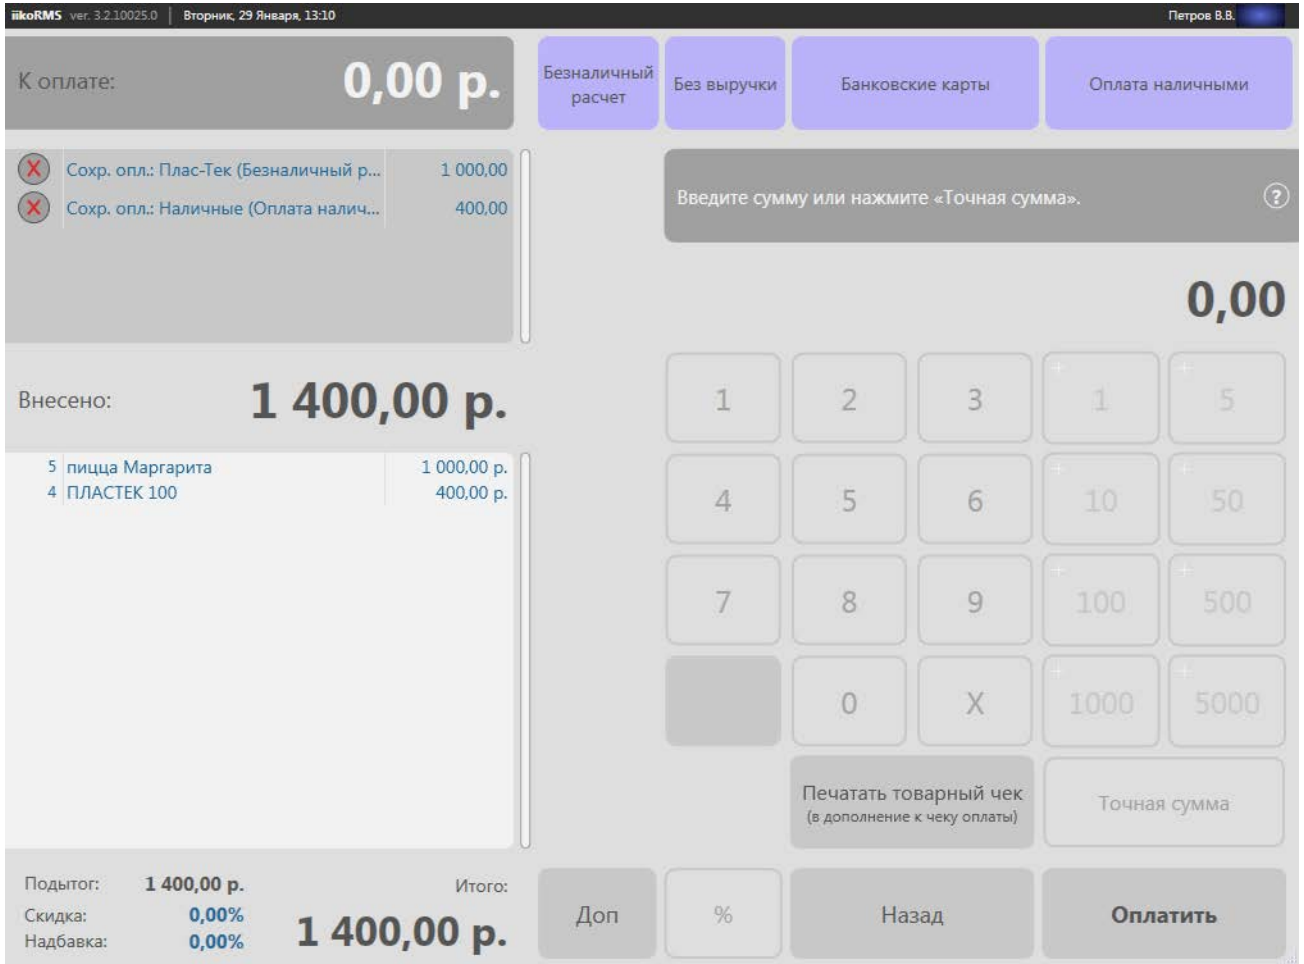 iikoRMS ver. 3.2.10025.0 | Вторник, 29 Января, 13:10
Петров В.В.
К оплате: 0,00 р.
Безналичный
расчет
Без выручки
Банковские карты
Оплата наличными
X Сохр. опл.: Плас-Тек (Безналичный р... 1 000,00
X Сохр. опл.: Наличные (Оплата налич... 400,00
Введите сумму или нажмите «Точная сумма». ?
0,00
Внесено: 1 400,00 р.
5 пицца Маргарита 1 000,00 р.
4 ПЛАСТЕК 100 400,00 р.
1 2 3 +1 +5
4 5 6 +10 +50
7 8 9 +100 +500
0 X +1000 +5000
Печатать товарный чек
(в дополнение к чеку оплаты)
Точная сумма
Подытог: 1 400,00 р.
Скидка: 0,00%
Надбавка: 0,00%
Итого:
1 400,00 р.
Доп
%
Назад
Оплатить